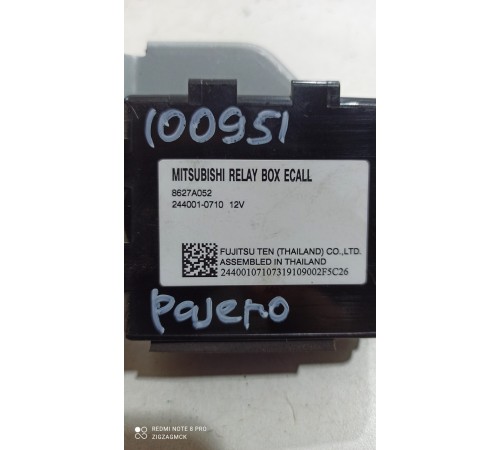 100951
MITSUBISHI RELAY BOX ECALL
8627A052
244001-0710 12V
FUJITSU TEN (THAILAND) CO.,LTD.
ASSEMBLED IN THAILAND
24400107107319109002F5C26
Pajero
REDMI NOTE 8 PRO
ZIGZAGMCK